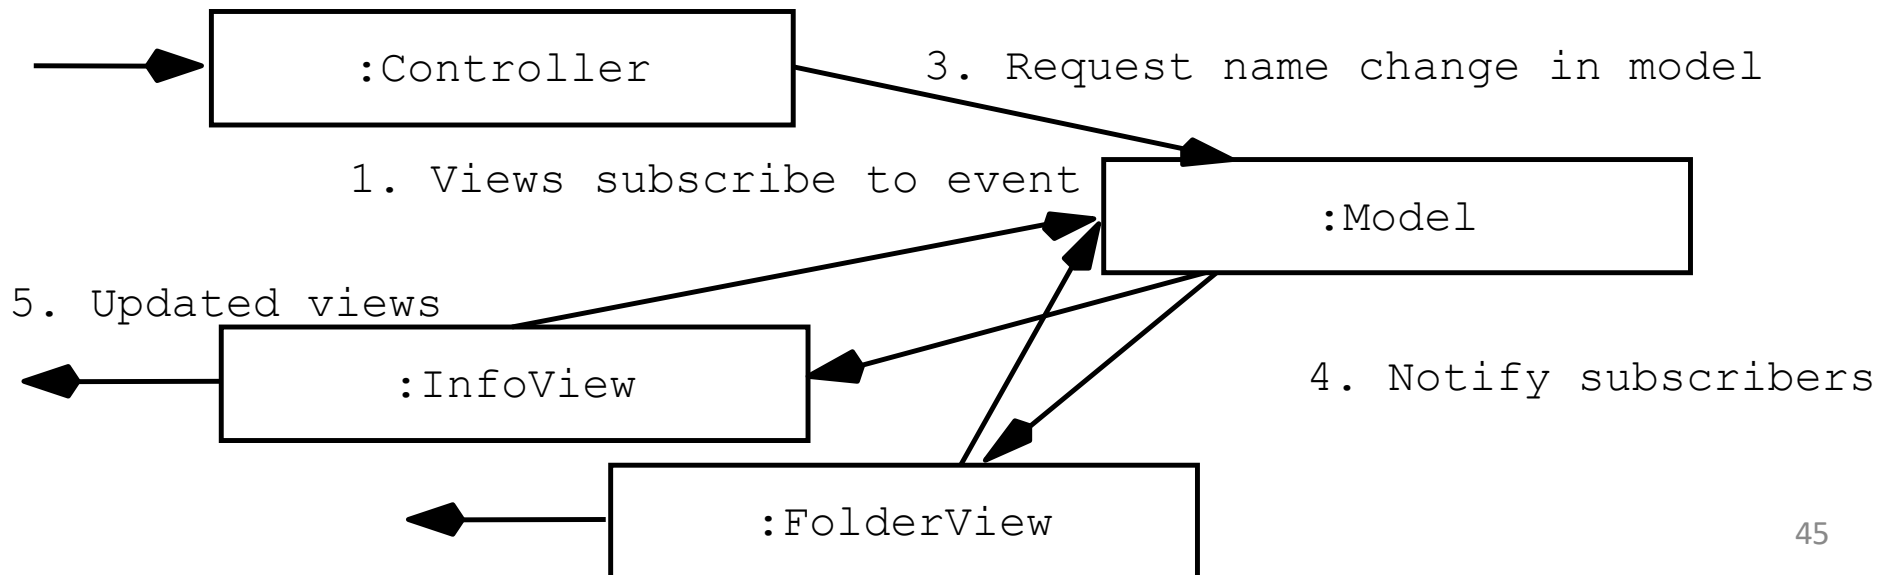 :Controller
3. Request name change in model
1. Views subscribe to event
:Model
5. Updated views
:InfoView
4. Notify subscribers
:FolderView
45